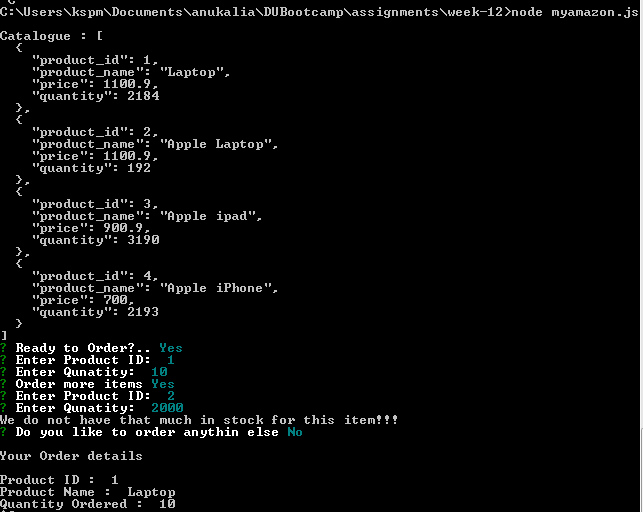 C:\Users\kspm\Documents\anukalia\DUBootcamp\assignments\week-12>node myamazon.js
Catalogue : [
{
"product_id": 1,
"product_name": "Laptop",
"price": 1100.9,
"quantity": 2184
},
{
"product_id": 2,
"product_name": "Apple Laptop",
"price": 1100.9,
"quantity": 192
},
{
"product_id": 3,
"product_name": "Apple ipad",
"price": 900.9,
"quantity": 3190
},
{
"product_id": 4,
"product_name": "Apple iPhone",
"price": 700,
"quantity": 2193
}
]
? Ready to Order?.. Yes
? Enter Product ID: 1
? Enter Qunatity: 10
? Order more items Yes
? Enter Product ID: 2
? Enter Qunatity: 2000
We do not have that much in stock for this item!!!
? Do you like to order anythin else No
Your Order details
Product ID : 1
Product Name : Laptop
Quantity Ordered : 10